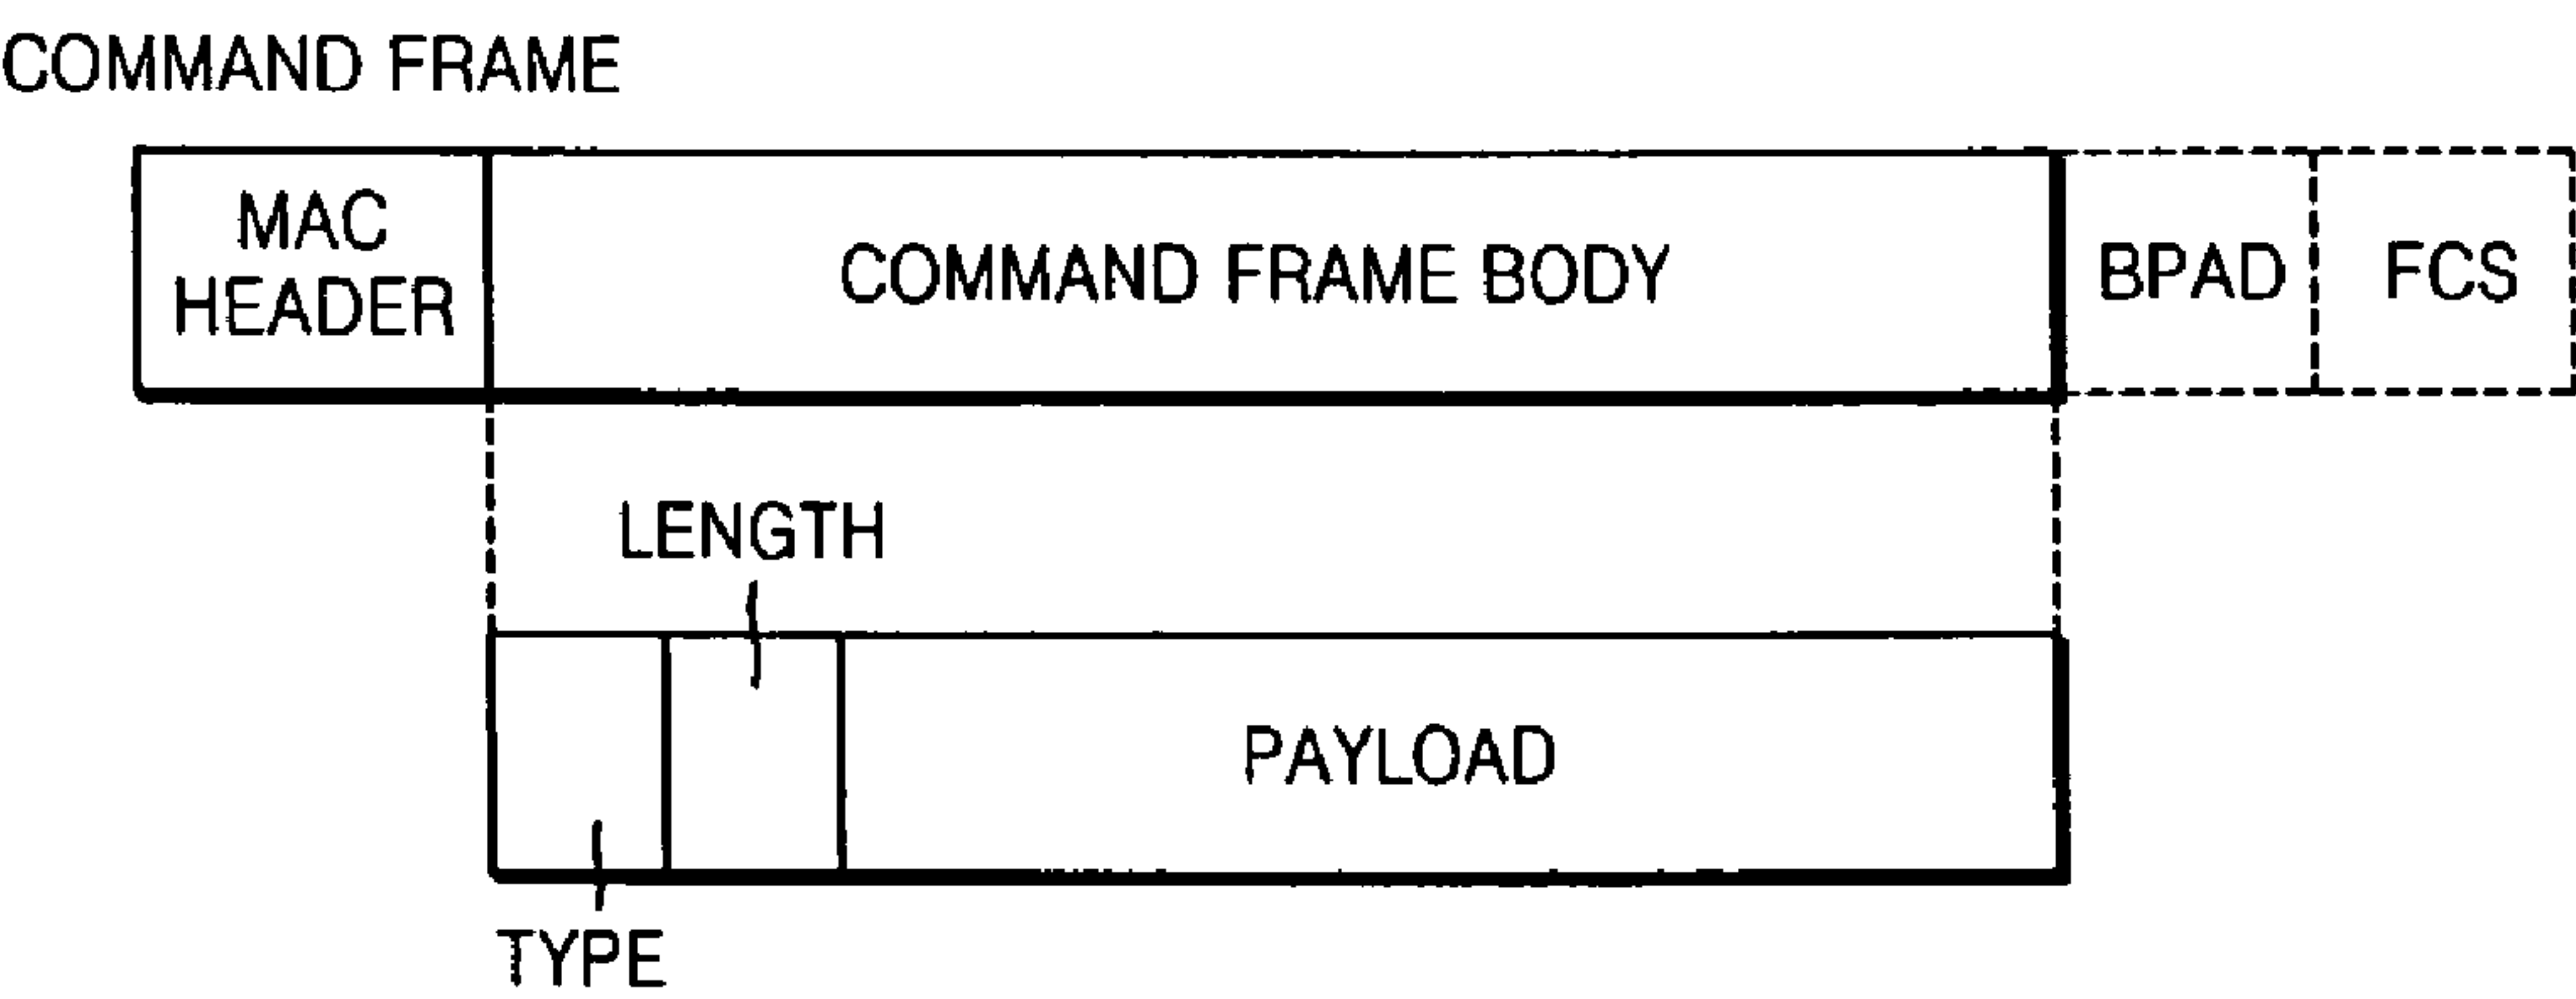 COMMAND FRAME
MAC
HEADER
COMMAND FRAME BODY
BPAD
FCS
LENGTH
PAYLOAD
TYPE